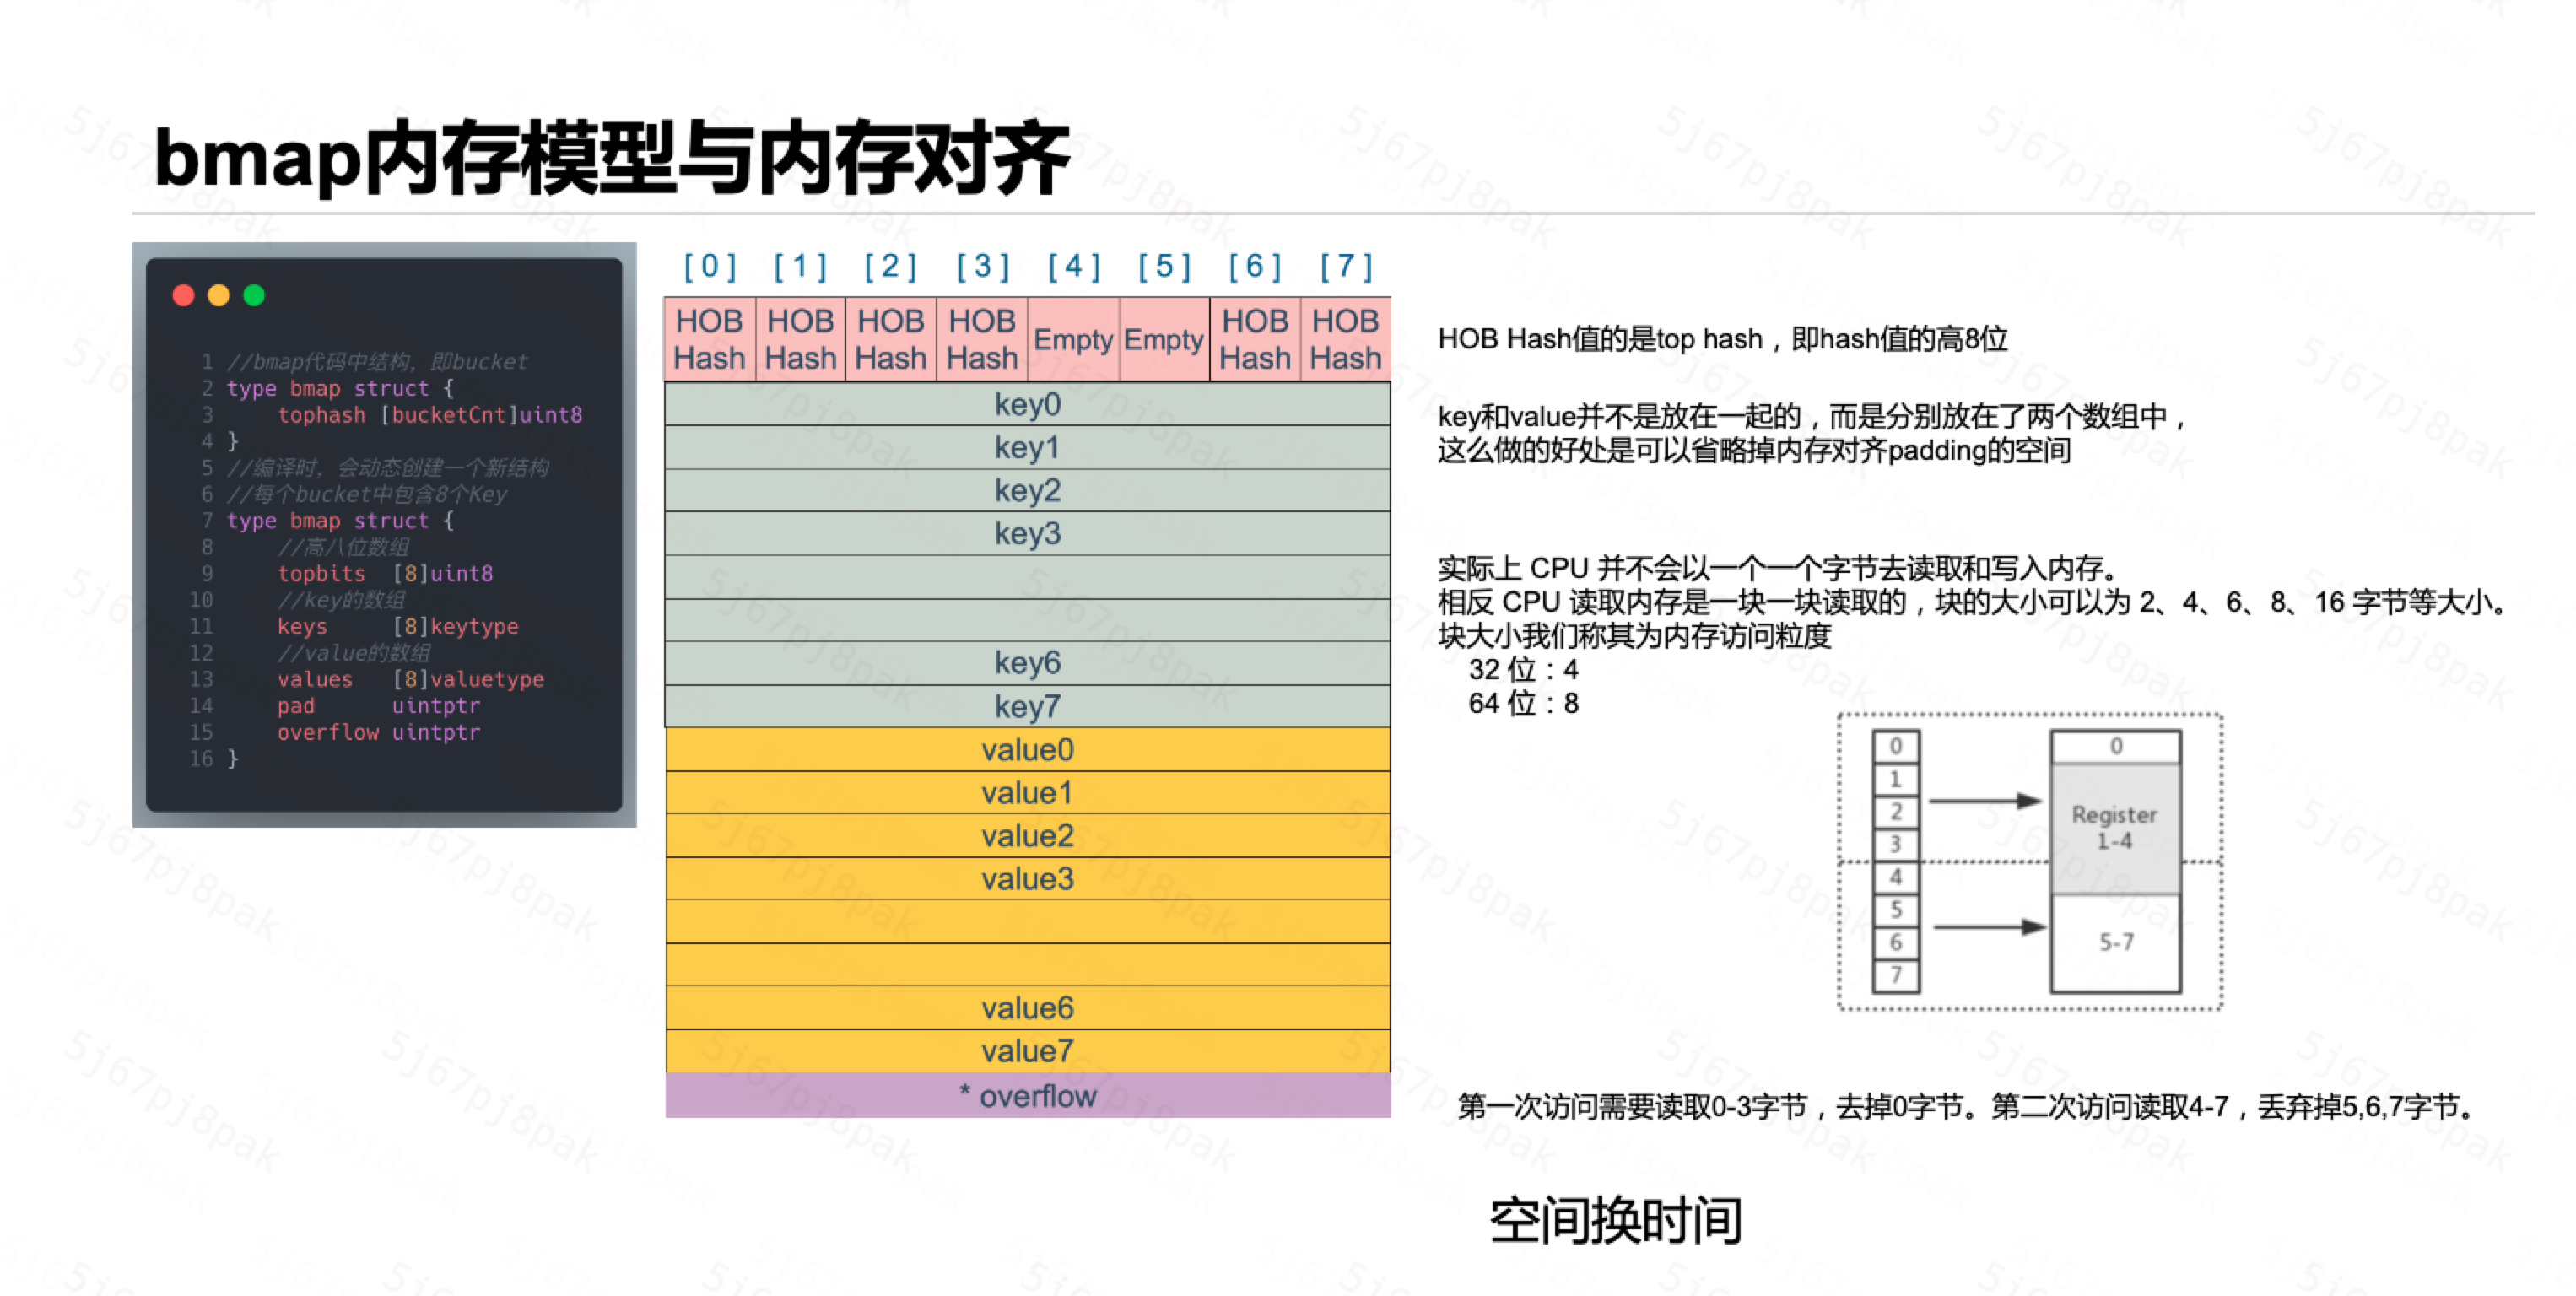 bmap内存模型与内存对齐
1 //bmap代码中结构，即bucket
2 type bmap struct {
3 tophash [bucketCnt]uint8
4 }
5 //编译时，会动态创建一个新结构
6 //每个bucket中包含8个Key
7 type bmap struct {
8 //高八位数组
9 topbits [8]uint8
10 //key的数组
11 keys [8]keytype
12 //value的数组
13 values [8]valuetype
14 pad uintptr
15 overflow uintptr
16 }
[0] [1] [2] [3] [4] [5] [6] [7]
HOB Hash HOB Hash HOB Hash HOB Hash Empty Empty HOB Hash HOB Hash
key0
key1
key2
key3
key6
key7
value0
value1
value2
value3
value6
value7
* overflow
HOB Hash值的是top hash，即hash值的高8位
key和value并不是放在一起的，而是分别放在了两个数组中，
这么做的好处是可以省略掉内存对齐padding的空间
实际上 CPU 并不会以一个一个字节去读取和写入内存。
相反 CPU 读取内存是一块一块读取的，块的大小可以为 2、4、6、8、16 字节等大小。
块大小我们称其为内存访问粒度
32 位：4
64 位：8
0
1
2
3
4
5
6
7
0
Register
1-4
5-7
第一次访问需要读取0-3字节，去掉0字节。第二次访问读取4-7，丢弃掉5,6,7字节。
空间换时间
5j67pj8pak